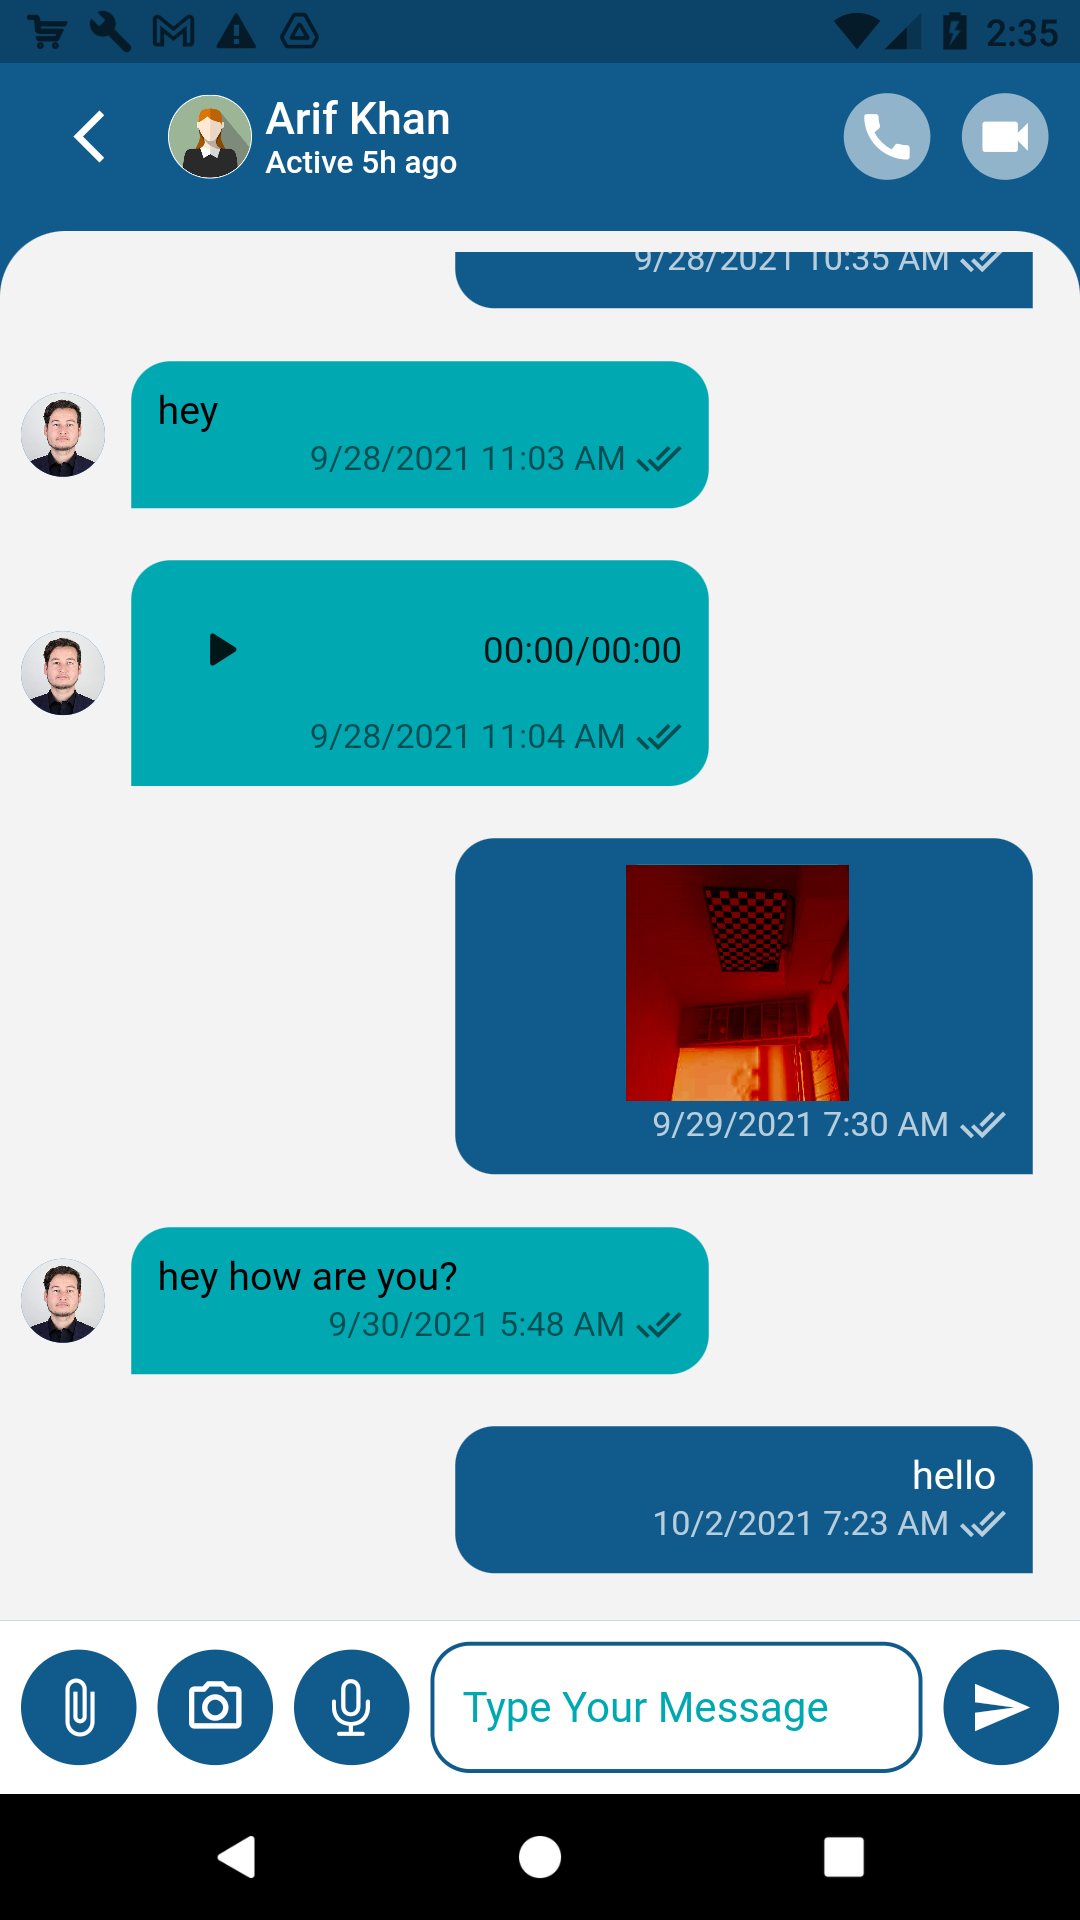 2:35
Arif Khan
Active 5h ago
9/28/2021 10:35 AM
hey
9/28/2021 11:03 AM
00:00/00:00
9/28/2021 11:04 AM
9/29/2021 7:30 AM
hey how are you?
9/30/2021 5:48 AM
hello
10/2/2021 7:23 AM
Type Your Message